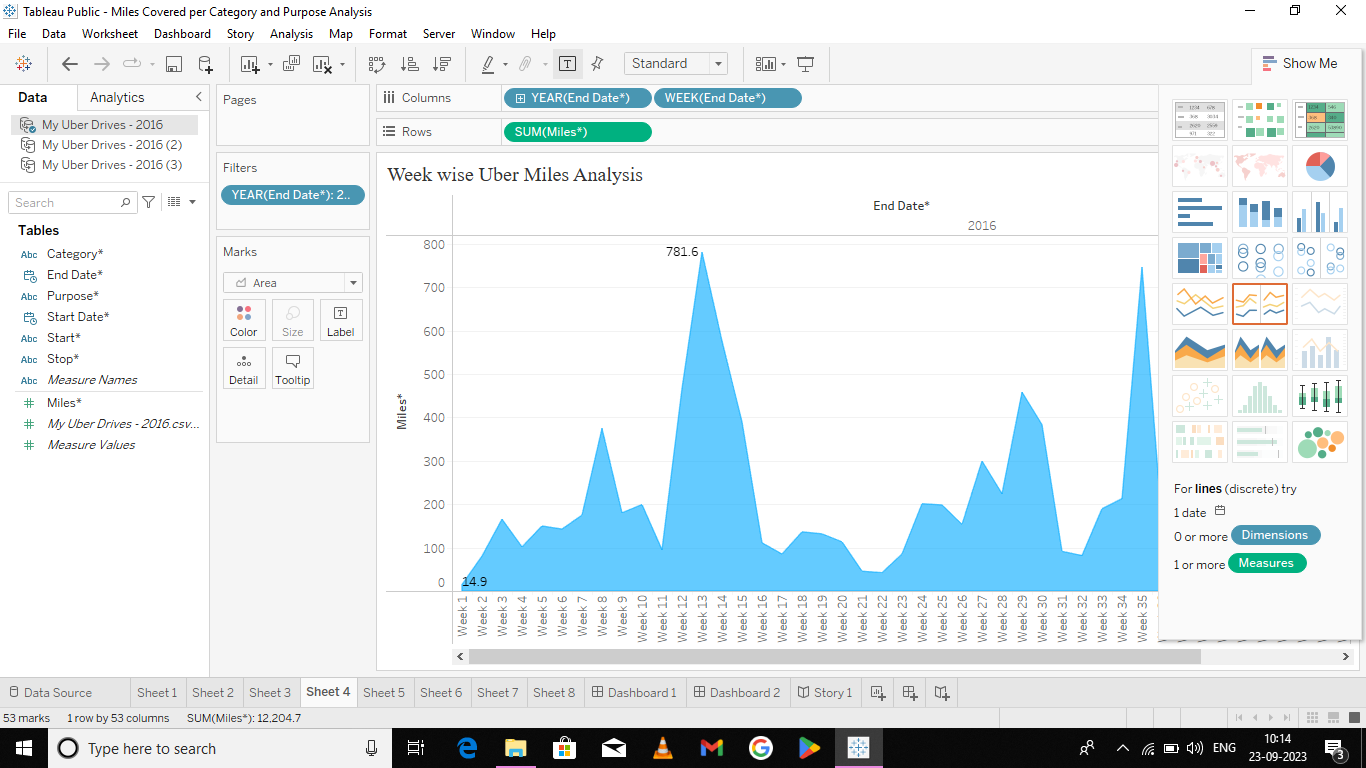 Tableau Public - Miles Covered per Category and Purpose Analysis
File Data Worksheet Dashboard Story Analysis Map Format Server Window Help
Standard
Show Me
Data Analytics
My Uber Drives - 2016
My Uber Drives - 2016 (2)
My Uber Drives - 2016 (3)
Search
Tables
Abc Category*
End Date*
Abc Purpose*
Start Date*
Abc Start*
Abc Stop*
Abc Measure Names
Miles*
My Uber Drives - 2016.csv...
Measure Values
Pages
Filters
YEAR(End Date*): 2..
Marks
Area
Color Size Label
Detail Tooltip
Columns YEAR(End Date*) WEEK(End Date*)
Rows SUM(Miles*)
Week wise Uber Miles Analysis
End Date*
2016
Miles*
800
700
600
500
400
300
200
100
0
781.6
14.9
Week 1
Week 2
Week 3
Week 4
Week 5
Week 6
Week 7
Week 8
Week 9
Week 10
Week 11
Week 12
Week 13
Week 14
Week 15
Week 16
Week 17
Week 18
Week 19
Week 20
Week 21
Week 22
Week 23
Week 24
Week 25
Week 26
Week 27
Week 28
Week 29
Week 30
Week 31
Week 32
Week 33
Week 34
Week 35
For lines (discrete) try
1 date
0 or more Dimensions
1 or more Measures
Data Source Sheet 1 Sheet 2 Sheet 3 Sheet 4 Sheet 5 Sheet 6 Sheet 7 Sheet 8 Dashboard 1 Dashboard 2 Story 1
53 marks 1 row by 53 columns SUM(Miles*): 12,204.7
Type here to search
ENG
10:14
23-09-2023
3